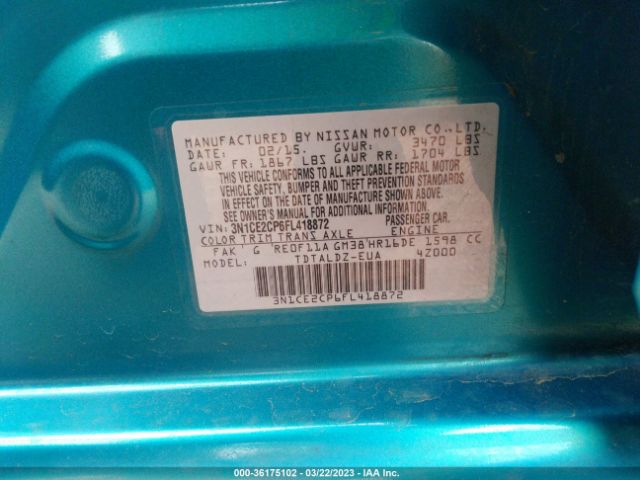 MANUFACTURED BY NISSAN MOTOR CO., LTD.
DATE: 02/15. GVWR: 3470 LBS
GAWR FR: 1867 LBS GAWR RR: 1704 LBS
THIS VEHICLE CONFORMS TO ALL APPLICABLE FEDERAL MOTOR
VEHICLE SAFETY, BUMPER AND THEFT PREVENTION STANDARDS
IN EFFECT ON THE DATE OF MANUFACTURE SHOWN ABOVE.
SEE OWNER'S MANUAL FOR ADDITIONAL INFORMATION
VIN: 3N1CE2CP6FL418872 PASSENGER CAR.
COLOR TRIM TRANS AXLE ENGINE
FAK G RE0F11A GM38 HR16DE 1598 CC
MODEL: TDTALDZ-EUA 4Z000
3N1CE2CP6FL418872
000-36175102 - 03/22/2023 - IAA Inc.